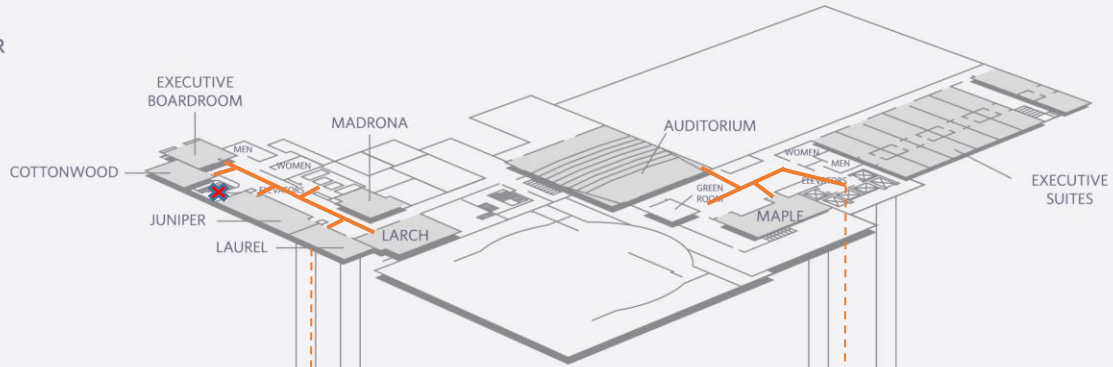 R
EXECUTIVE
BOARDROOM
MEN
MADRONA
AUDITORIUM
COTTONWOOD
WOMEN
WOMEN
MEN
ELEVATORS
ELEVATORS
GREEN
ROOM
EXECUTIVE
SUITES
JUNIPER
MAPLE
LAUREL
LARCH